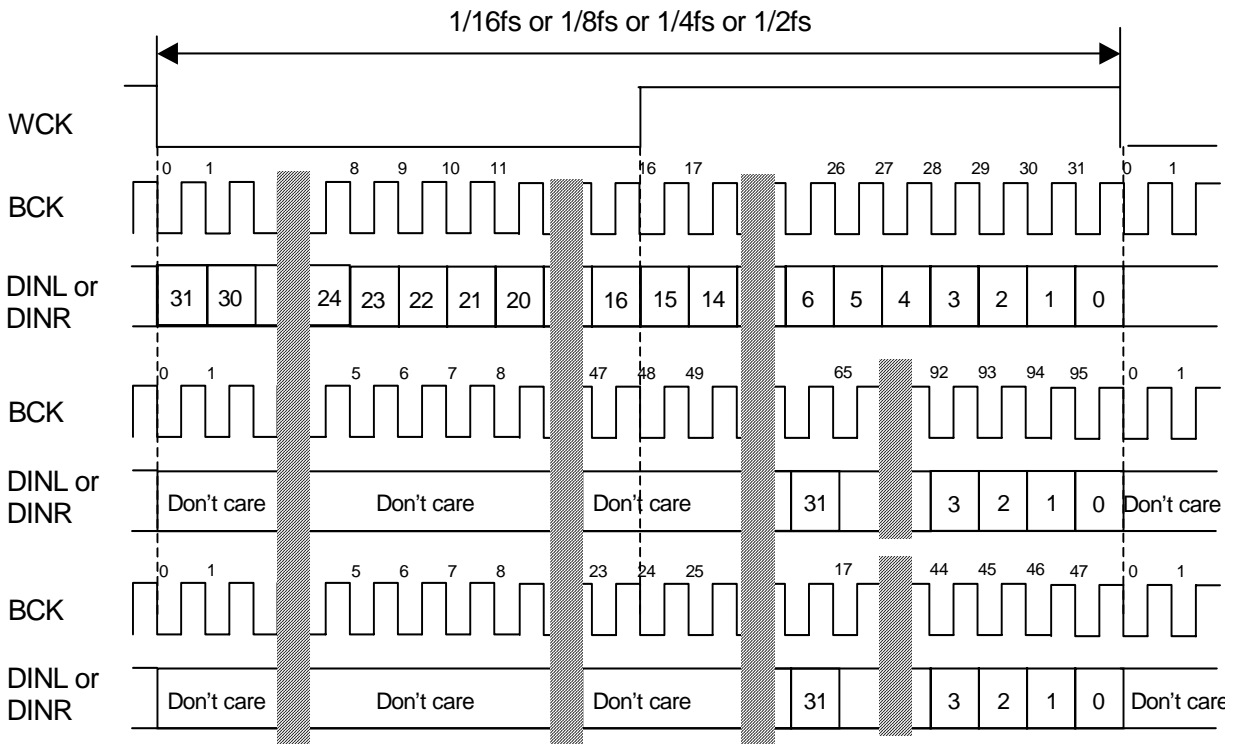 1/16fs or 1/8fs or 1/4fs or 1/2fs
WCK
0 1 8 9 10 11 16 17 26 27 28 29 30 31 0 1
BCK
DINL or
DINR
31 30 24 23 22 21 20 16 15 14 6 5 4 3 2 1 0
0 1 5 6 7 8 47 48 49 65 92 93 94 95 0 1
BCK
DINL or
DINR
Don't care Don't care Don't care 31 3 2 1 0 Don't care
0 1 5 6 7 8 23 24 25 17 44 45 46 47 0 1
BCK
DINL or
DINR
Don't care Don't care Don't care 31 3 2 1 0 Don't care